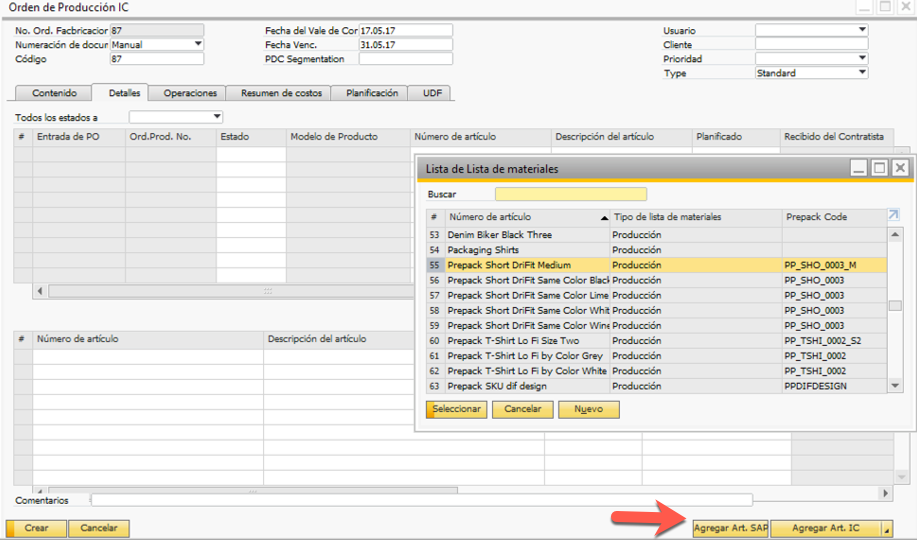 Orden de Producción IC
No. Ord. Facbricacior 87 Fecha del Vale de Cor 17.05.17 Usuario
Numeración de docur Manual Fecha Venc. 31.05.17 Cliente
Código 87 PDC Segmentation Prioridad
Type Standard
Contenido Detalles Operaciones Resumen de costos Planificación UDF
Todos los estados a
# Entrada de PO Ord.Prod. No. Estado Modelo de Producto Número de artículo Descripción del artículo Planificado Recibido del Contratista
Lista de Lista de materiales
Buscar
# Número de artículo Tipo de lista de materiales Prepack Code
53 Denim Biker Black Three Producción
54 Packaging Shirts Producción
55 Prepack Short DriFit Medium Producción PP_SHO_0003_M
56 Prepack Short DriFit Same Color Black Producción PP_SHO_0003
57 Prepack Short DriFit Same Color Lime Producción PP_SHO_0003
58 Prepack Short DriFit Same Color Whit Producción PP_SHO_0003
59 Prepack Short DriFit Same Color Wine Producción PP_SHO_0003
60 Prepack T-Shirt Lo Fi Size Two Producción PP_TSHI_0002_S2
61 Prepack T-Shirt Lo Fi by Color Grey Producción PP_TSHI_0002
62 Prepack T-Shirt Lo Fi by Color White Producción PP_TSHI_0002
63 Prepack SKU dif design Producción PPDIFDESIGN
Seleccionar Cancelar Nuevo
# Número de artículo Descripción del artículo
Comentarios
Crear Cancelar Agregar Art. SAP Agregar Art. IC